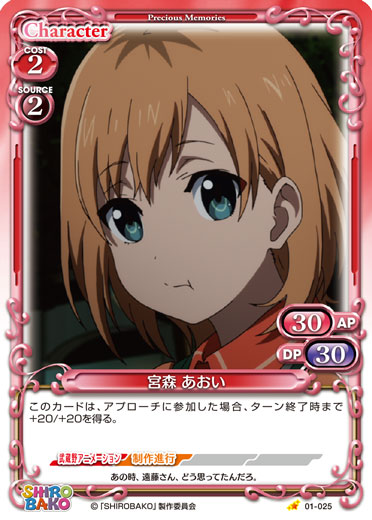 Precious Memories
Character
COST
2
SOURCE
2
30 AP
DP 30
宮森 あおい
このカードは、アプローチに参加した場合、ターン終了時まで
+20/+20を得る。
武蔵野アニメーション 制作進行
あの時、遠藤さん、どう思ってたんだろ。
SHIRO
BAKO
©「SHIROBAKO」製作委員会
01-025